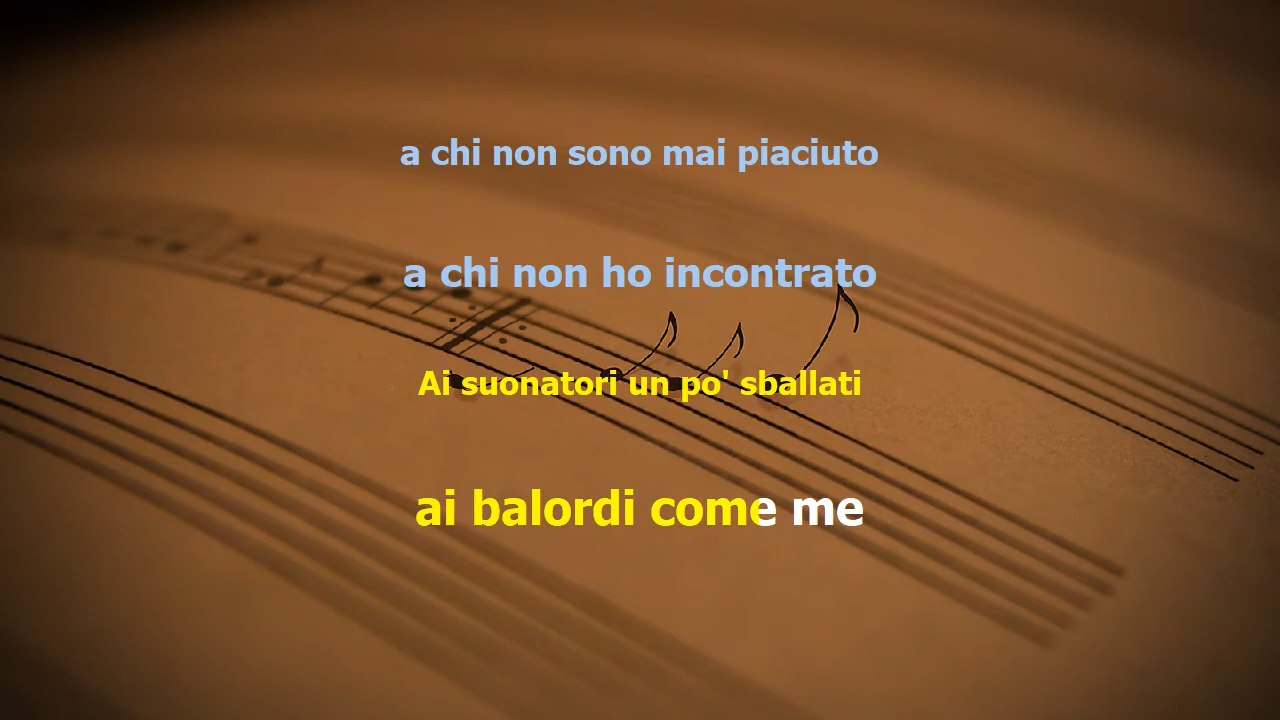 a chi non sono mai piaciuto
a chi non ho incontrato
Ai suonatori un po' sballati
ai balordi come me